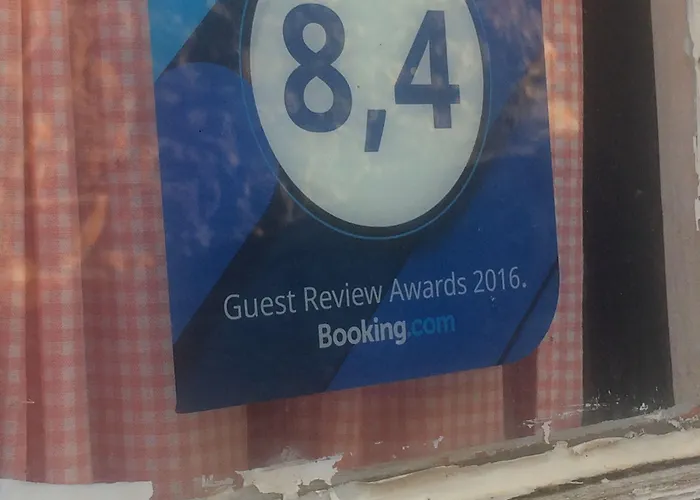 8,4
Guest Review Awards 2016.
Booking.com